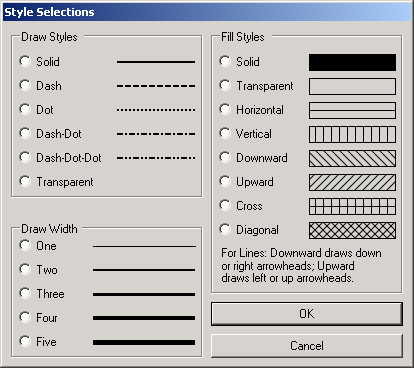 Style Selections
Draw Styles
Solid
Dash
Dot
Dash-Dot
Dash-Dot-Dot
Transparent
Draw Width
One
Two
Three
Four
Five
Fill Styles
Solid
Transparent
Horizontal
Vertical
Downward
Upward
Cross
Diagonal
For Lines: Downward draws down
or right arrowheads; Upward
draws left or up arrowheads.
OK
Cancel